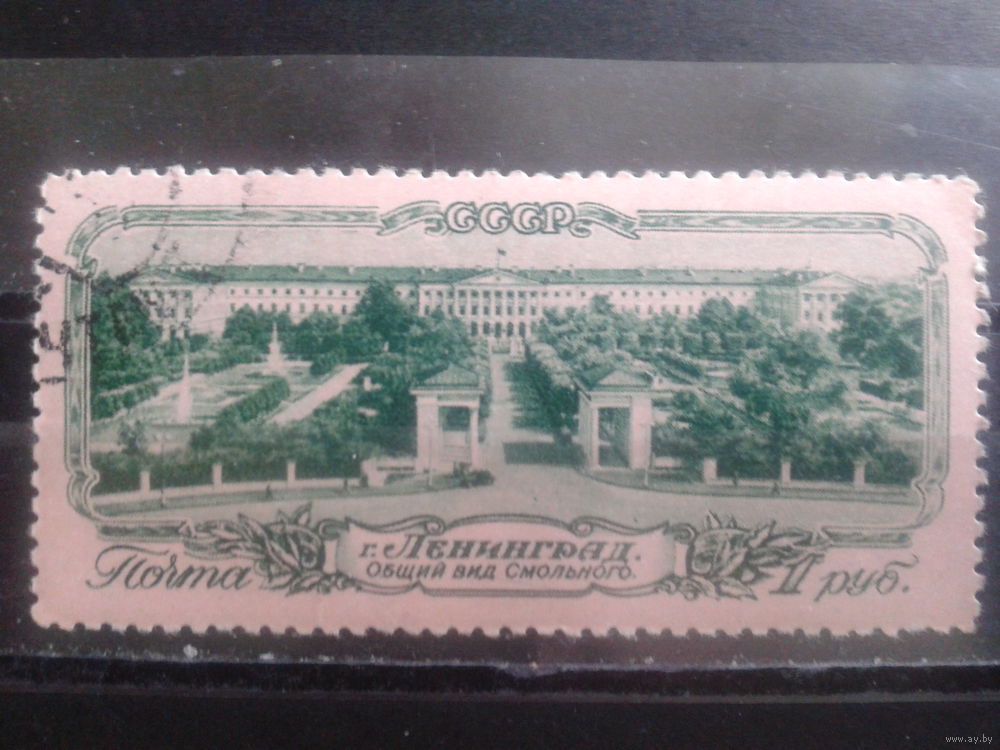 СССР
г. Ленинград.
Общий вид Смольного.
Почта 1 руб.
www.ay.by